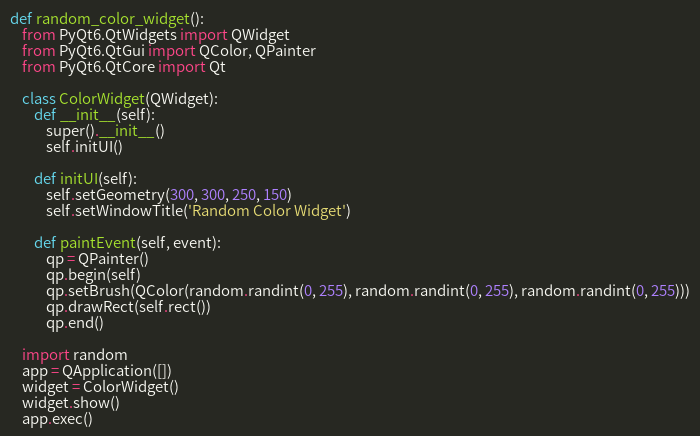 def random_color_widget():
    from PyQt6.QtWidgets import QWidget
    from PyQt6.QtGui import QColor, QPainter
    from PyQt6.QtCore import Qt

    class ColorWidget(QWidget):
        def __init__(self):
            super().__init__()
            self.initUI()

        def initUI(self):
            self.setGeometry(300, 300, 250, 150)
            self.setWindowTitle('Random Color Widget')

        def paintEvent(self, event):
            qp = QPainter()
            qp.begin(self)
            qp.setBrush(QColor(random.randint(0, 255), random.randint(0, 255), random.randint(0, 255)))
            qp.drawRect(self.rect())
            qp.end()

    import random
    app = QApplication([])
    widget = ColorWidget()
    widget.show()
    app.exec()